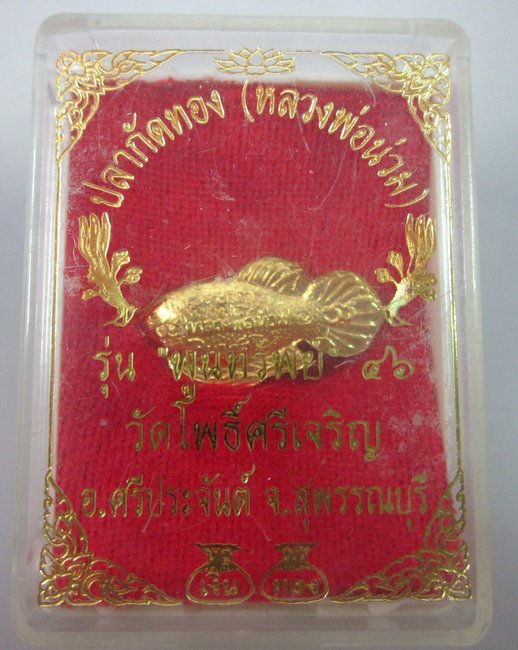 ปลากัดทอง (หลวงพ่อน่วม)
รุ่น "พูนทรัพย์" ๔๖
วัดโพธิ์ศรีเจริญ
อ.ศรีประจันต์ จ.สุพรรณบุรี
เงิน ทอง